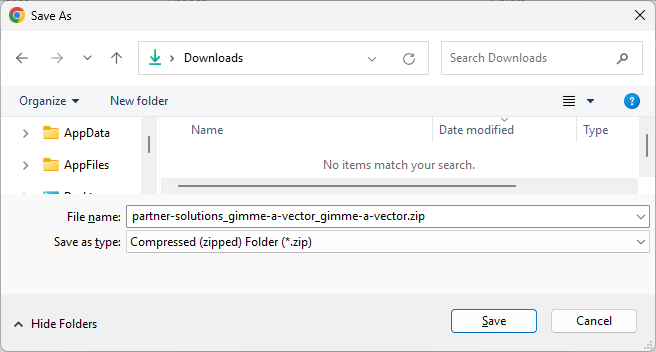 Save As
Downloads
Search Downloads
Organize
New folder
?
AppData
AppFiles
Name
Date modified
Type
No items match your search.
File name: partner-solutions_gimme-a-vector_gimme-a-vector.zip
Save as type: Compressed (zipped) Folder (*.zip)
Hide Folders
Save
Cancel